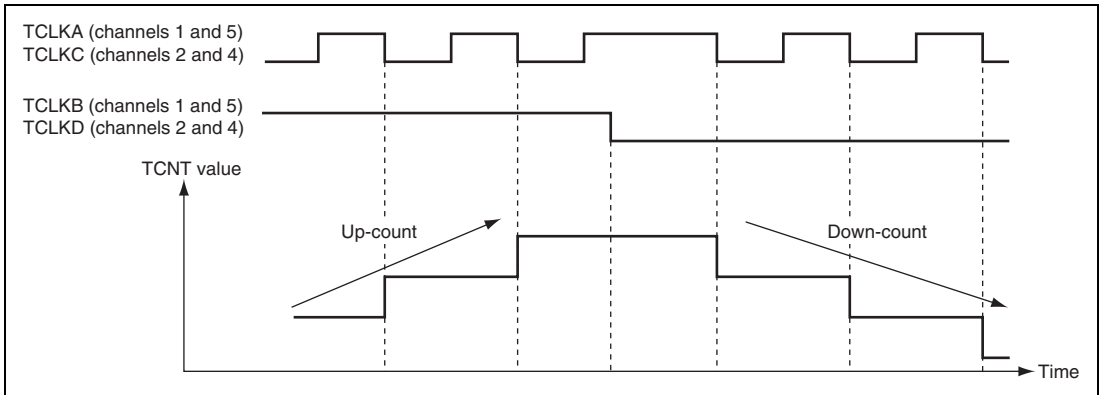 TCLKA (channels 1 and 5)
TCLKC (channels 2 and 4)
TCLKB (channels 1 and 5)
TCLKD (channels 2 and 4)
TCNT value
Up-count
Down-count
Time